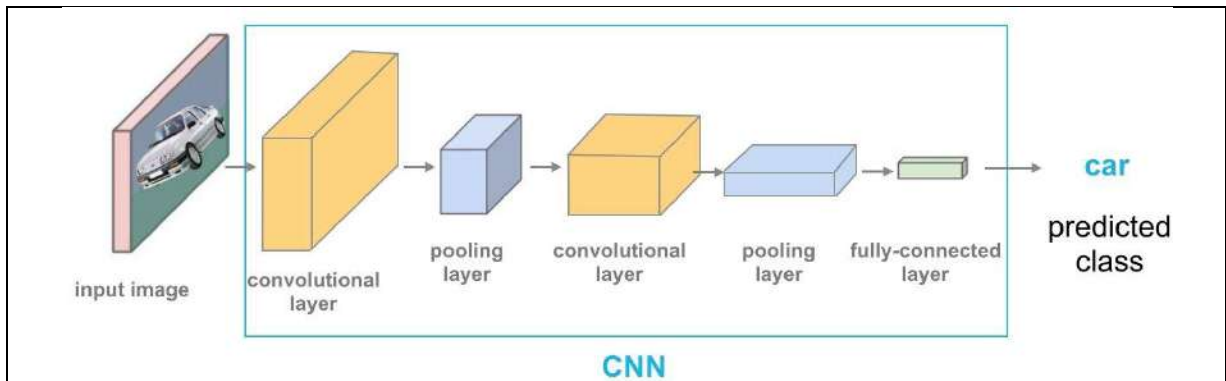 input image
convolutional
layer
pooling
layer
convolutional
layer
pooling
layer
fully-connected
layer
car
predicted
class
CNN